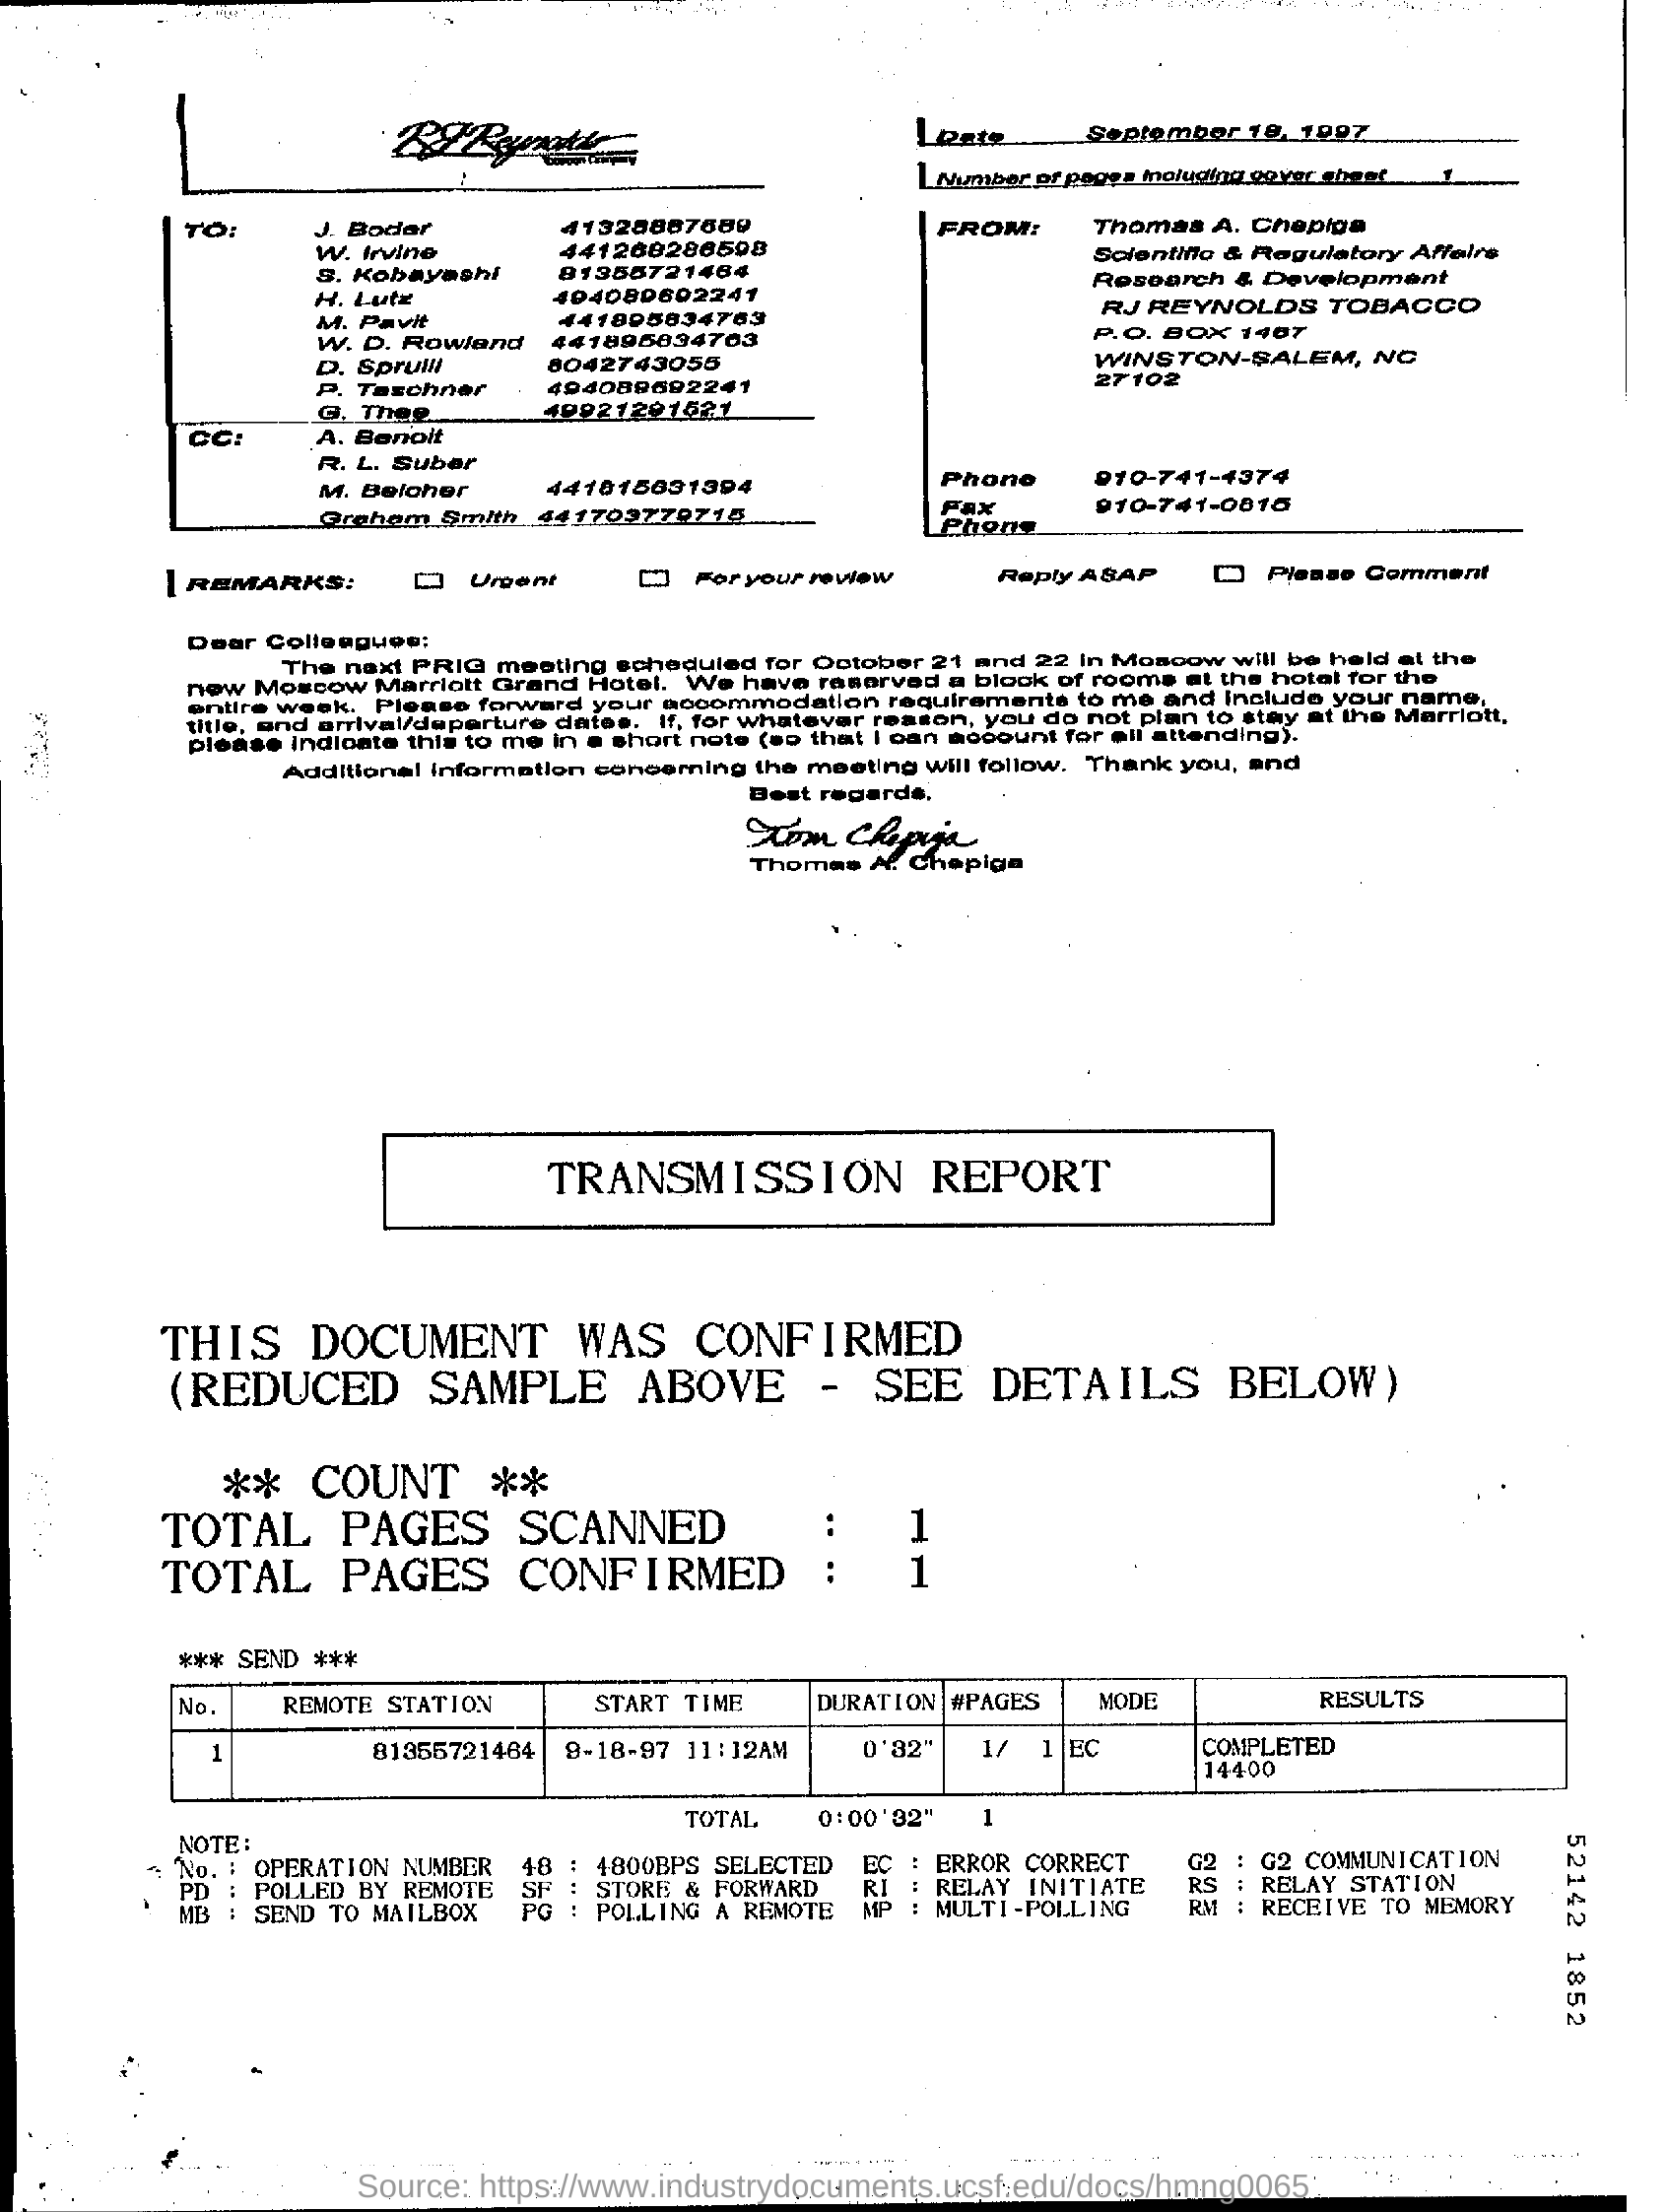 RJReynolds
Tobacco Company
Date September 18, 1997
Number of pages including cover sheet 1
TO: J. Boder 41328887689
W. Irvine 441268286598
S. Kobayashi 81355721464
H. Lutz 494089692241
M. Pavit 441895834763
W. D. Rowland 441895834763
D. Spruill 8042743055
P. Taschner 494089692241
G. Thee 49921291521
CC: A. Benoit
R. L. Suber
M. Belcher 441815631394
Graham Smith 441703779715
FROM: Thomas A. Chepiga
Scientific & Regulatory Affairs
Research & Development
RJ REYNOLDS TOBACCO
P.O. BOX 1487
WINSTON-SALEM, NC
27102
Phone 910-741-4374
Fax 910-741-0815
Phone
REMARKS: Urgent For your review Reply ASAP Please Comment
Dear Colleagues:
The next PRIG meeting scheduled for October 21 and 22 in Moscow will be held at the
new Moscow Marriott Grand Hotel. We have reserved a block of rooms at the hotel for the
entire week. Please forward your accommodation requirements to me and include your name,
title, and arrival/departure dates. If, for whatever reason, you do not plan to stay at the Marriott,
please indicate this to me in a short note (so that I can account for all attending).
Additional information concerning the meeting will follow. Thank you, and
Best regards,
Tom Chepiga
Thomas A. Chepiga
TRANSMISSION REPORT
THIS DOCUMENT WAS CONFIRMED
(REDUCED SAMPLE ABOVE - SEE DETAILS BELOW)
** COUNT **
TOTAL PAGES SCANNED : 1
TOTAL PAGES CONFIRMED : 1
*** SEND ***
No. REMOTE STATION START TIME DURATION #PAGES MODE RESULTS
1 81355721464 9-18-97 11:12AM 0'32" 1/ 1 EC COMPLETED
14400
TOTAL 0:00'32" 1
NOTE:
No. : OPERATION NUMBER 48 : 4800BPS SELECTED EC : ERROR CORRECT G2 : G2 COMMUNICATION
PD : POLLED BY REMOTE SF : STORE & FORWARD RI : RELAY INITIATE RS : RELAY STATION
MB : SEND TO MAILBOX PG : POLLING A REMOTE MP : MULTI-POLLING RM : RECEIVE TO MEMORY
52142 1852
Source: https://www.industrydocuments.ucsf.edu/docs/hmng0065